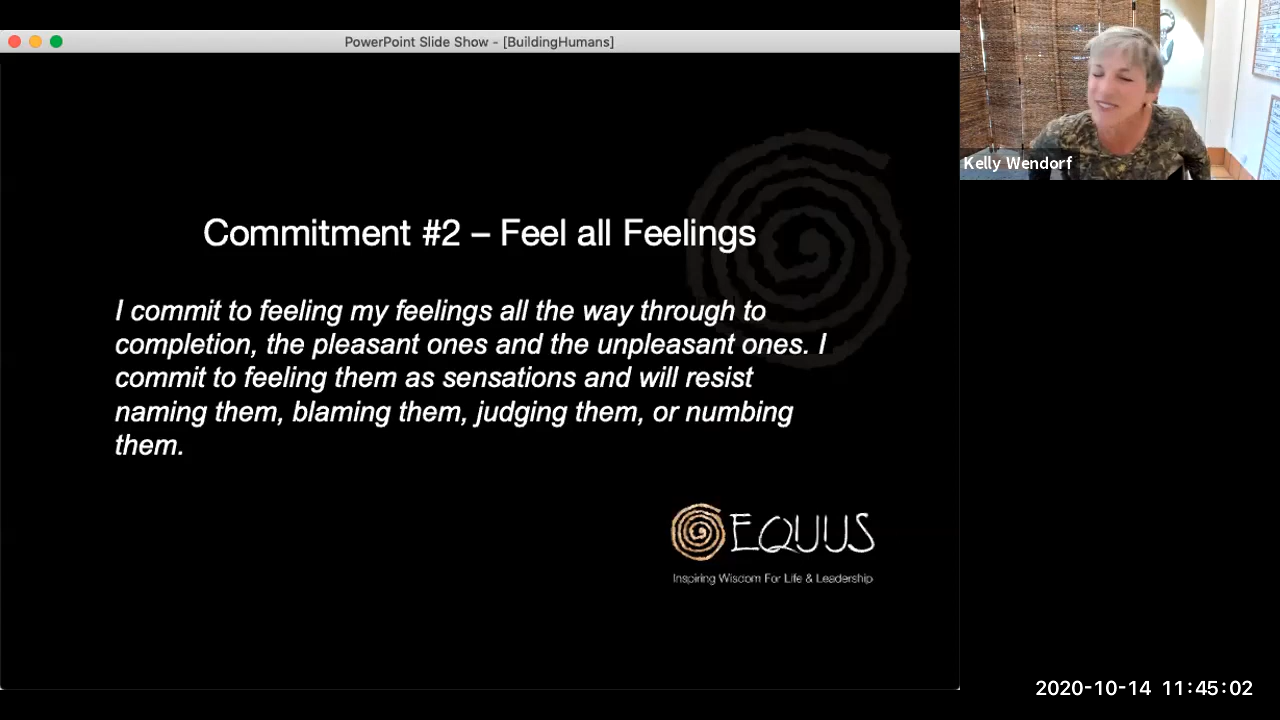 PowerPoint Slide Show - [BuildingHumans]
Kelly Wendorf
Commitment #2 – Feel all Feelings
I commit to feeling my feelings all the way through to
completion, the pleasant ones and the unpleasant ones. I
commit to feeling them as sensations and will resist
naming them, blaming them, judging them, or numbing
them.
EQUUS
Inspiring Wisdom For Life & Leadership
2020-10-14 11:45:02